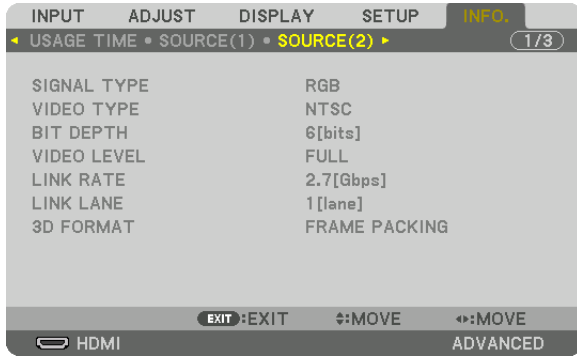 INPUT ADJUST DISPLAY SETUP INFO.
USAGE TIME • SOURCE(1) • SOURCE(2) 1/3
SIGNAL TYPE RGB
VIDEO TYPE NTSC
BIT DEPTH 6[bits]
VIDEO LEVEL FULL
LINK RATE 2.7[Gbps]
LINK LANE 1[lane]
3D FORMAT FRAME PACKING
EXIT :EXIT :MOVE :MOVE
HDMI ADVANCED